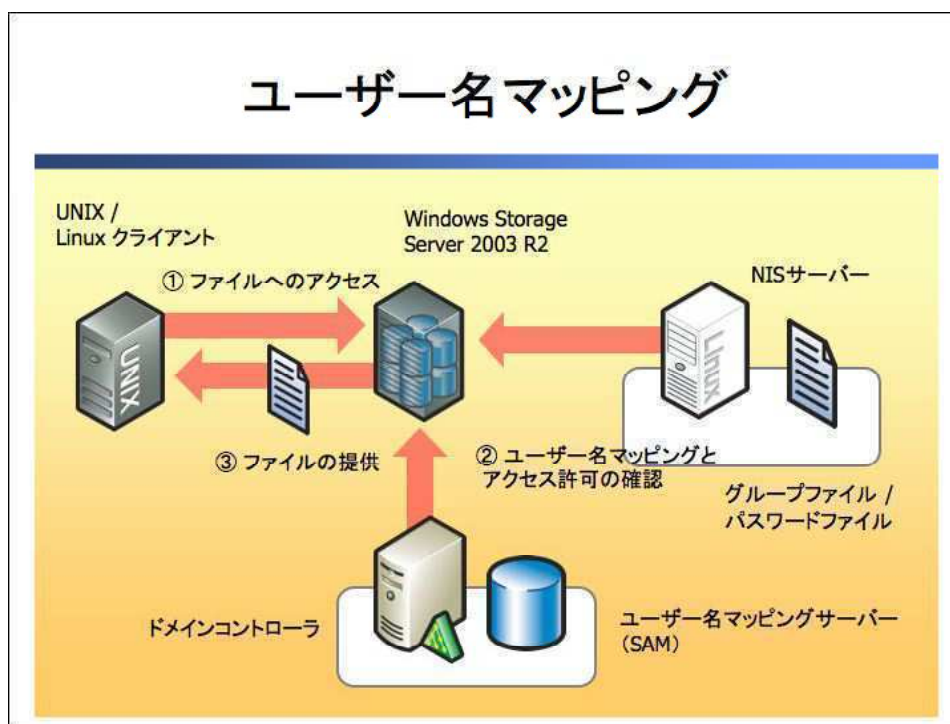 ユーザー名マッピング
UNIX /
Linux クライアント
Windows Storage
Server 2003 R2
① ファイルへのアクセス
NISサーバー
UNIX
Linux
③ ファイルの提供
② ユーザー名マッピングと
アクセス許可の確認
グループファイル /
パスワードファイル
ドメインコントローラ
ユーザー名マッピングサーバー
(SAM)